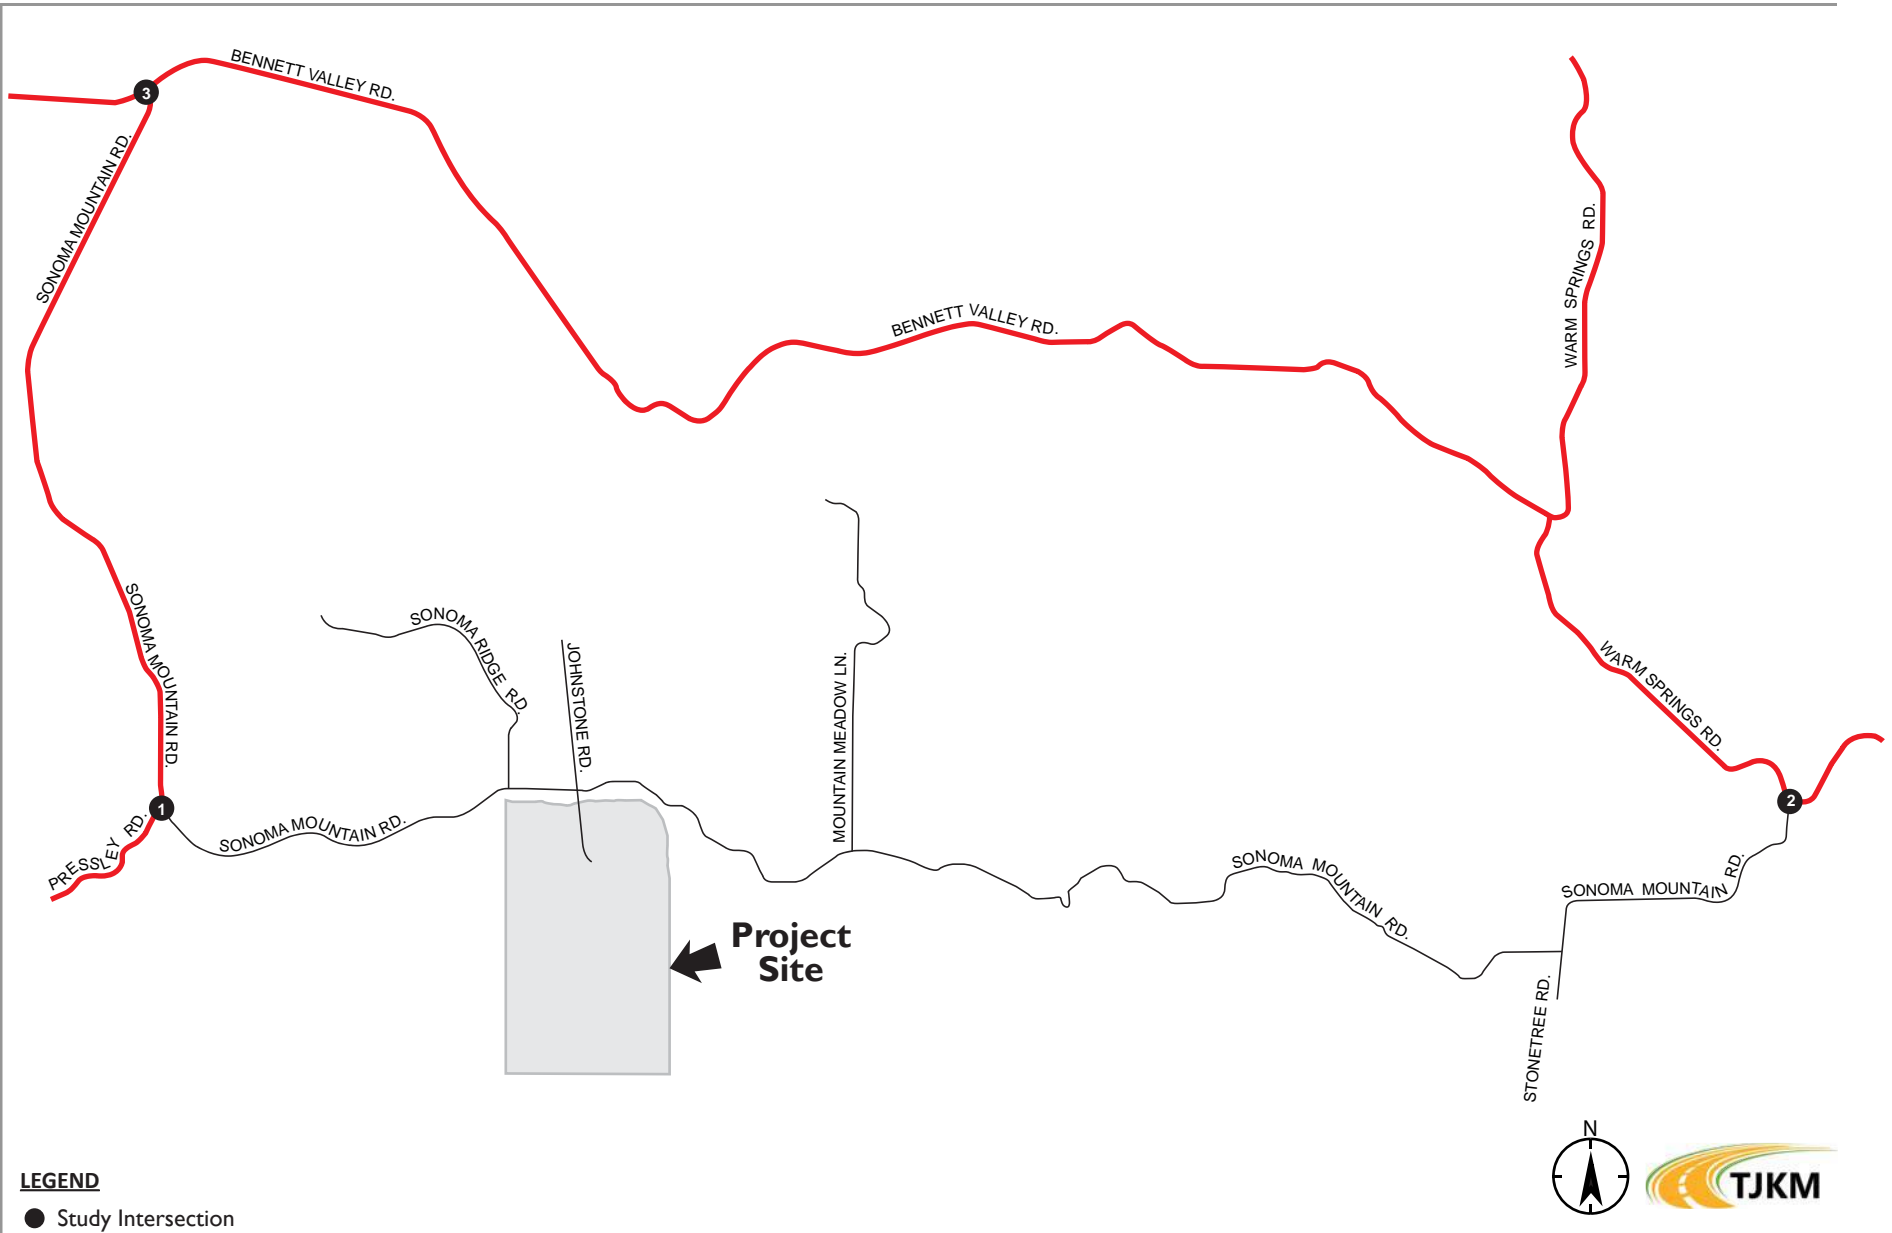 BENNETT VALLEY RD.
3
SONOMA MOUNTAIN RD.
WARM SPRINGS RD.
BENNETT VALLEY RD.
SONOMA MOUNTAIN RD.
SONOMA RIDGE RD.
JOHNSTONE RD.
MOUNTAIN MEADOW LN.
WARM SPRINGS RD.
2
1
PRESSLEY RD.
SONOMA MOUNTAIN RD.
SONOMA MOUNTAIN RD.
SONOMA MOUNTAIN RD.
Project
Site
STONETREE RD.
N
TJKM
LEGEND
Study Intersection